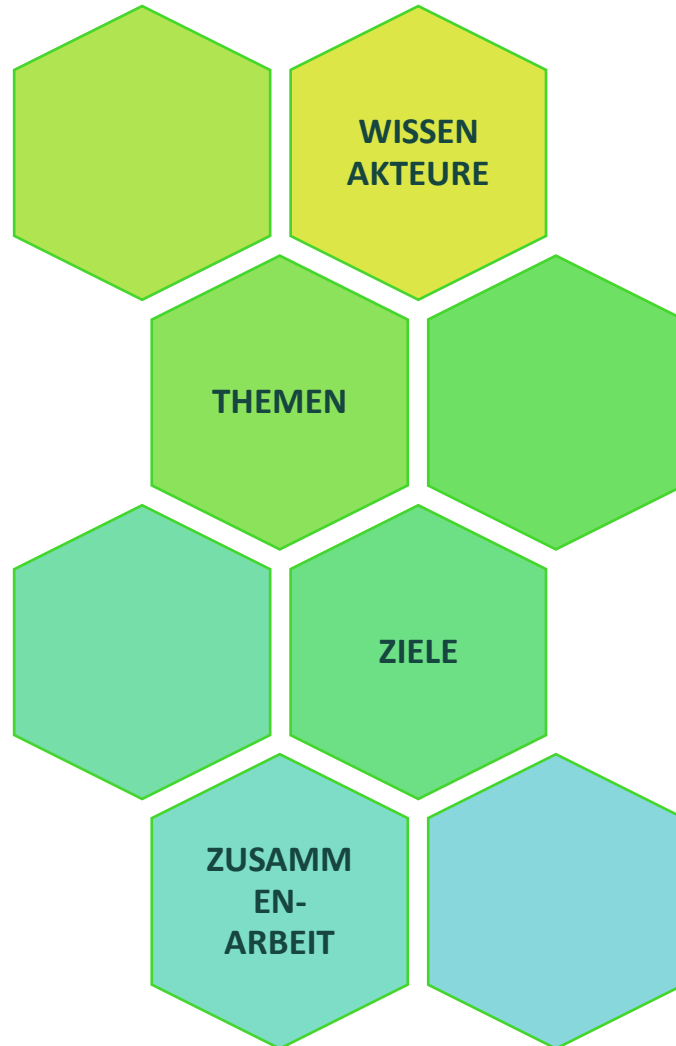 WISSEN
AKTEURE
THEMEN
ZIELE
ZUSAMM
EN-
ARBEIT